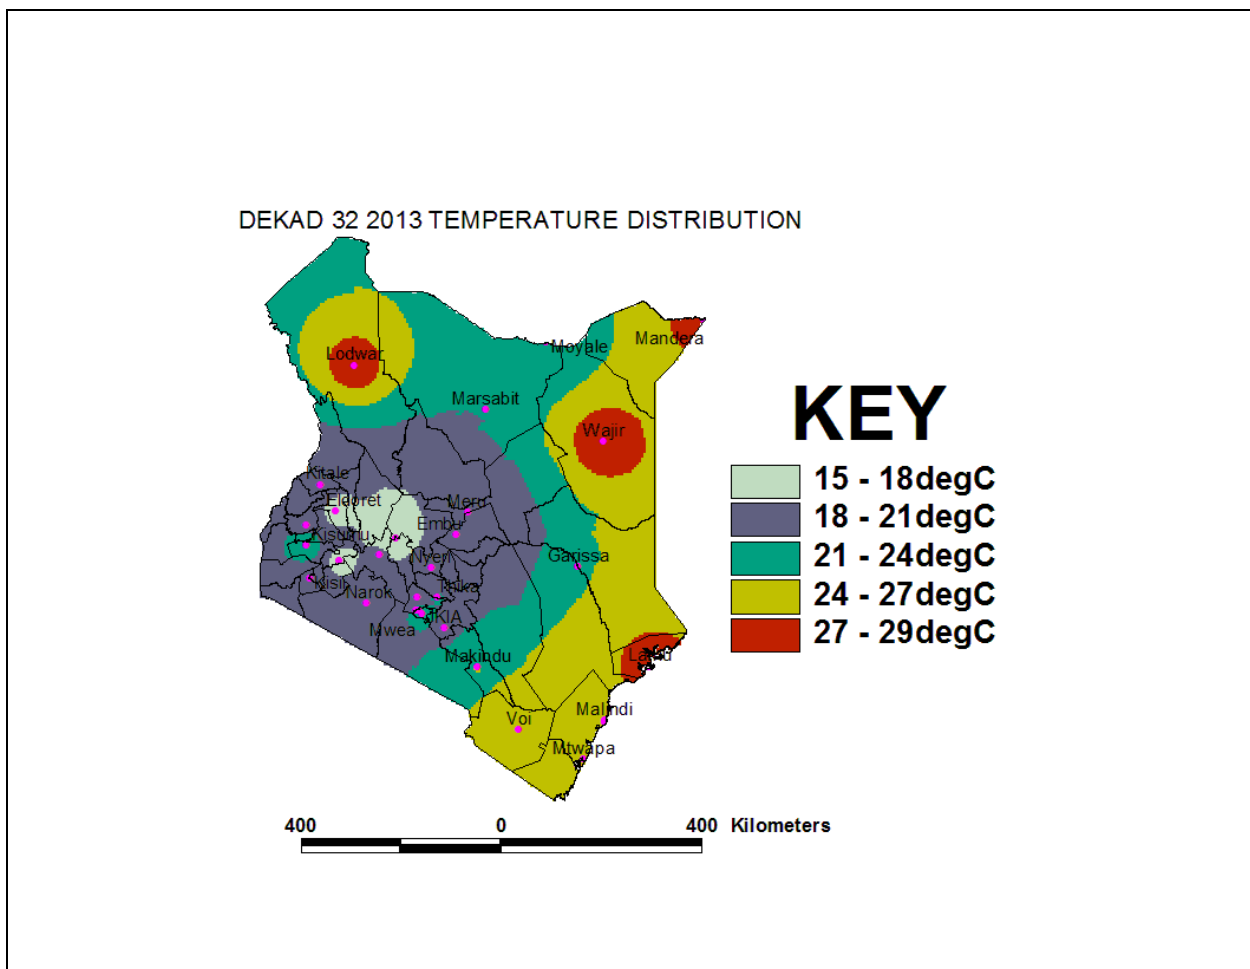 DEKAD 32 2013 TEMPERATURE DISTRIBUTION
Moyale
Mandera
Lodwar
Marsabit
Wajir
Kitale
Eldoret
Meru
Embu
Kisumu
Nyeri
Garissa
Kisii
Narok
Thika
JKIA
Mwea
Makindu
Lamu
Malindi
Voi
Mtwapa
KEY
15 - 18degC
18 - 21degC
21 - 24degC
24 - 27degC
27 - 29degC
400 0 400 Kilometers